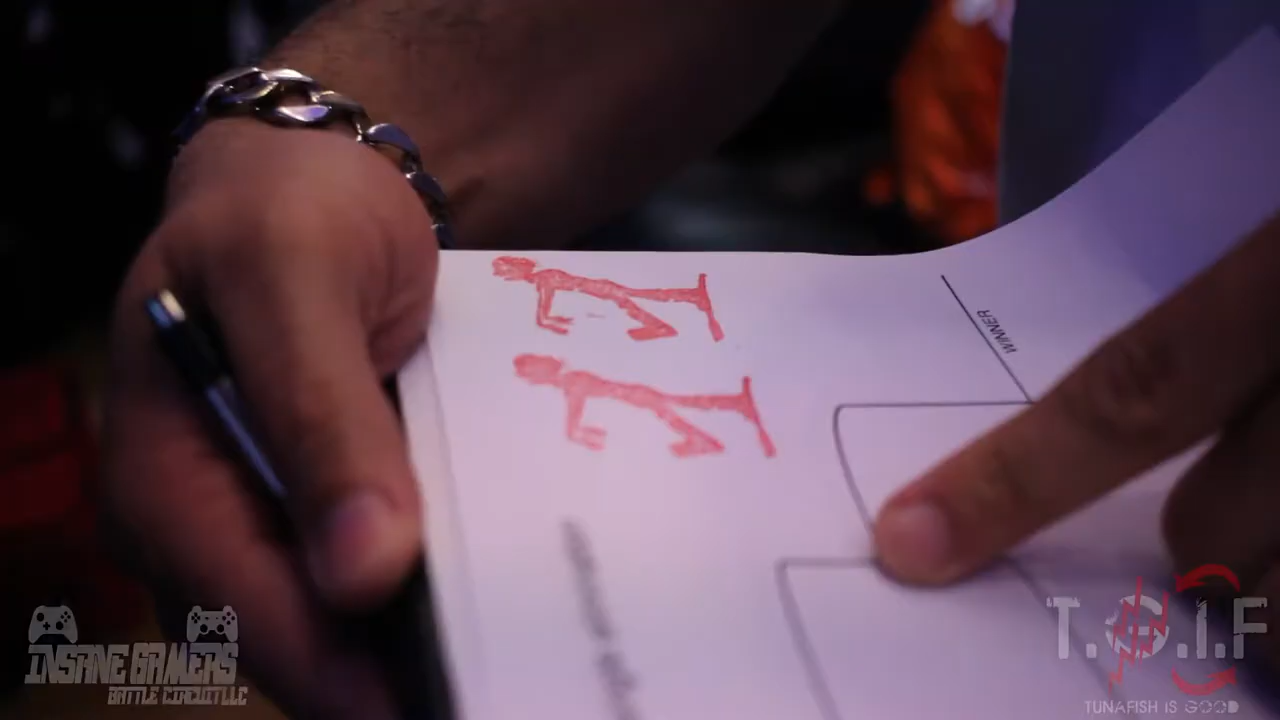 WINNER
INSANE GAMERS
BATTLE CIRCUIT LLC
T.G.I.F
TUNAFISH IS GOOD